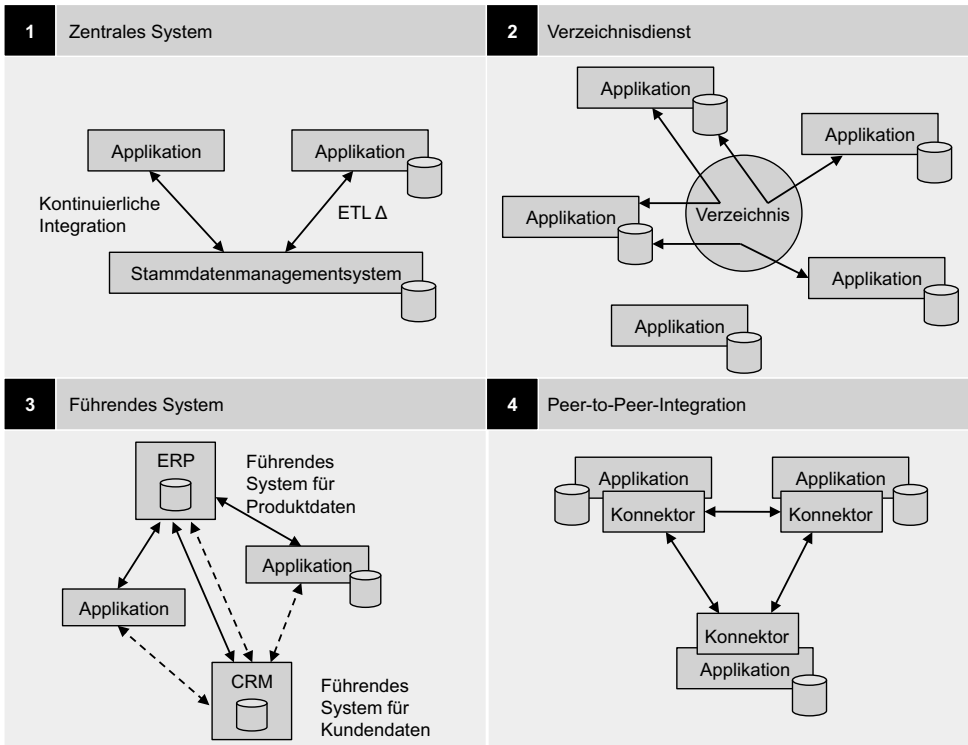 1 Zentrales System
Applikation
Applikation
Kontinuierliche
Integration
ETL Δ
Stammdatenmanagementsystem
2 Verzeichnisdienst
Applikation
Applikation
Applikation
Verzeichnis
Applikation
Applikation
3 Führendes System
ERP
Führendes
System für
Produktdaten
Applikation
Applikation
CRM
Führendes
System für
Kundendaten
4 Peer-to-Peer-Integration
Applikation
Applikation
Konnektor
Konnektor
Konnektor
Applikation